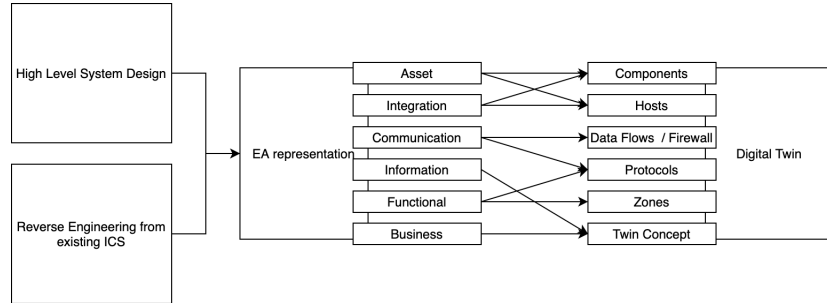 High Level System Design
Reverse Engineering from
existing ICS
EA representation
Asset
Integration
Communication
Information
Functional
Business
Components
Hosts
Data Flows / Firewall
Protocols
Zones
Twin Concept
Digital Twin